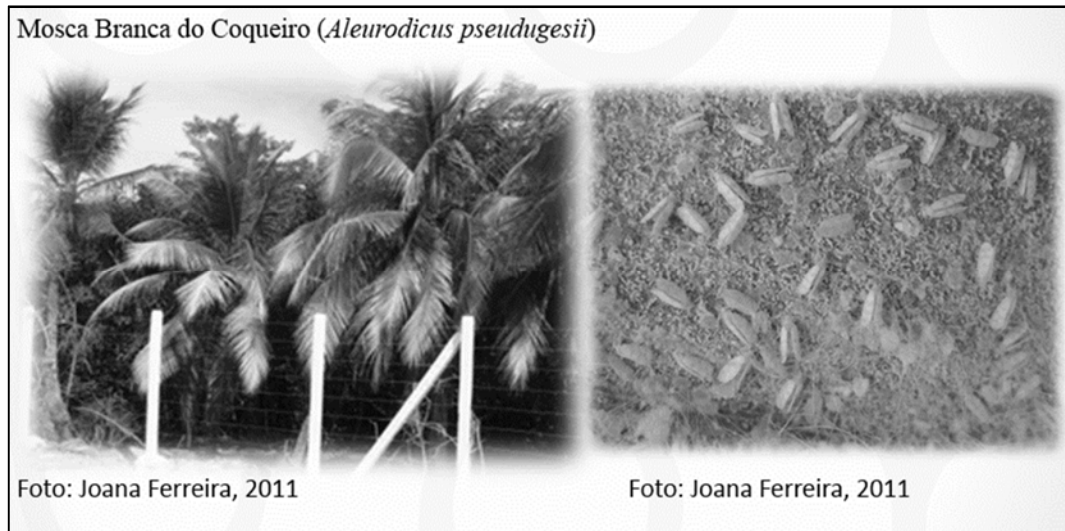 Mosca Branca do Coqueiro (Aleurodicus pseudugesii)
Foto: Joana Ferreira, 2011
Foto: Joana Ferreira, 2011